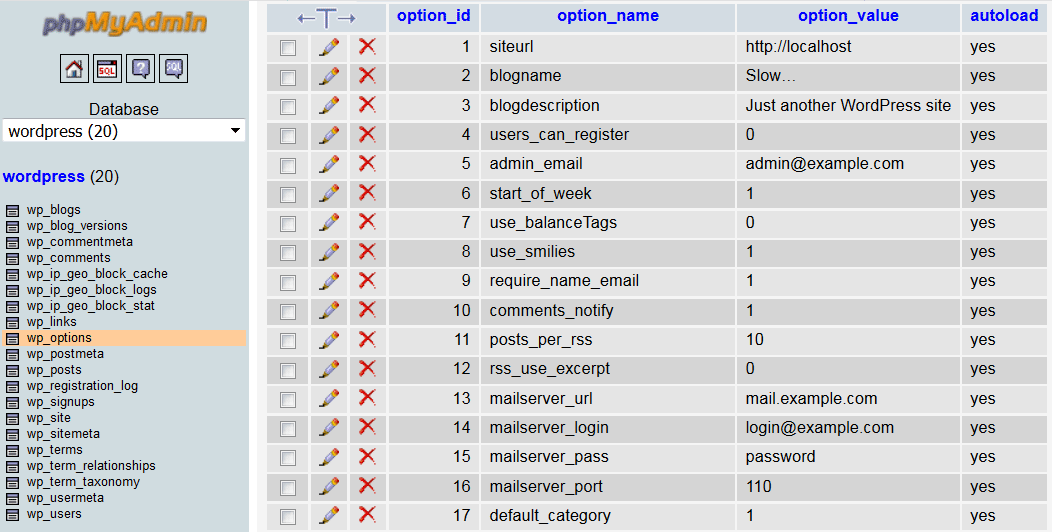 phpMyAdmin
SQL
SQL
Database
wordpress (20)
wordpress (20)
wp_blogs
wp_blog_versions
wp_commentmeta
wp_comments
wp_ip_geo_block_cache
wp_ip_geo_block_logs
wp_ip_geo_block_stat
wp_links
wp_options
wp_postmeta
wp_posts
wp_registration_log
wp_signups
wp_site
wp_sitemeta
wp_terms
wp_term_relationships
wp_term_taxonomy
wp_usermeta
wp_users
←T→ option_id option_name option_value autoload
1 siteurl http://localhost yes
2 blogname Slow... yes
3 blogdescription Just another WordPress site yes
4 users_can_register 0 yes
5 admin_email admin@example.com yes
6 start_of_week 1 yes
7 use_balanceTags 0 yes
8 use_smilies 1 yes
9 require_name_email 1 yes
10 comments_notify 1 yes
11 posts_per_rss 10 yes
12 rss_use_excerpt 0 yes
13 mailserver_url mail.example.com yes
14 mailserver_login login@example.com yes
15 mailserver_pass password yes
16 mailserver_port 110 yes
17 default_category 1 yes